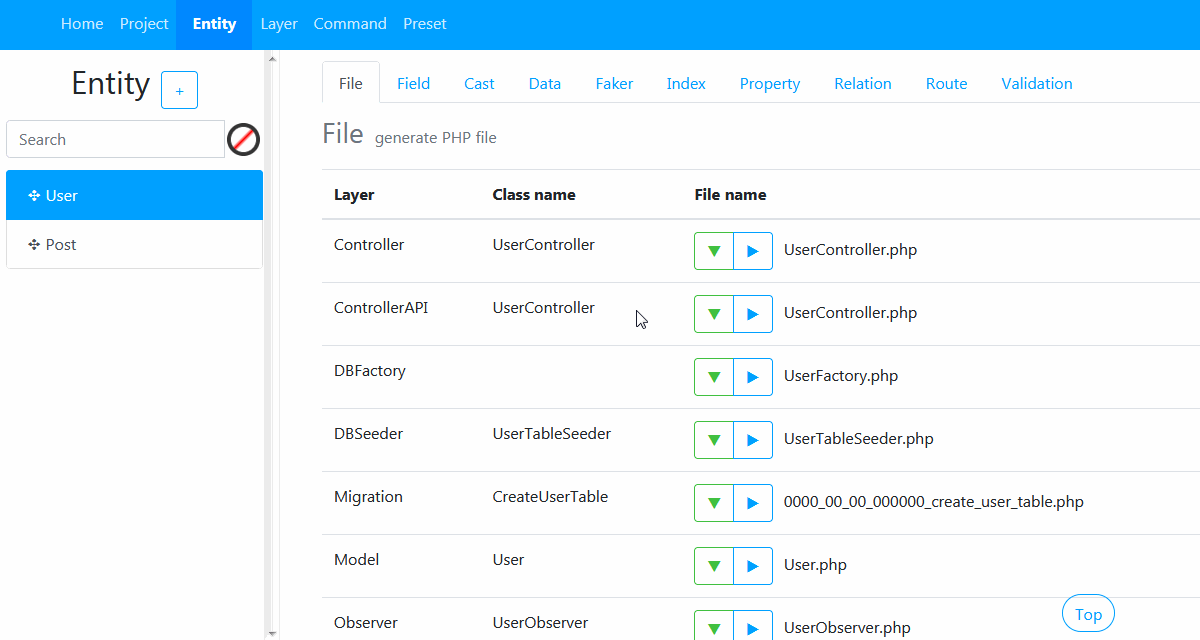 Home Project Entity Layer Command Preset
Entity +
Search
User
Post
File Field Cast Data Faker Index Property Relation Route Validation
File generate PHP file
Layer Class name File name
Controller UserController UserController.php
ControllerAPI UserController UserController.php
DBFactory UserFactory.php
DBSeeder UserTableSeeder UserTableSeeder.php
Migration CreateUserTable 0000_00_00_000000_create_user_table.php
Model User User.php
Observer UserObserver UserObserver.php
Top